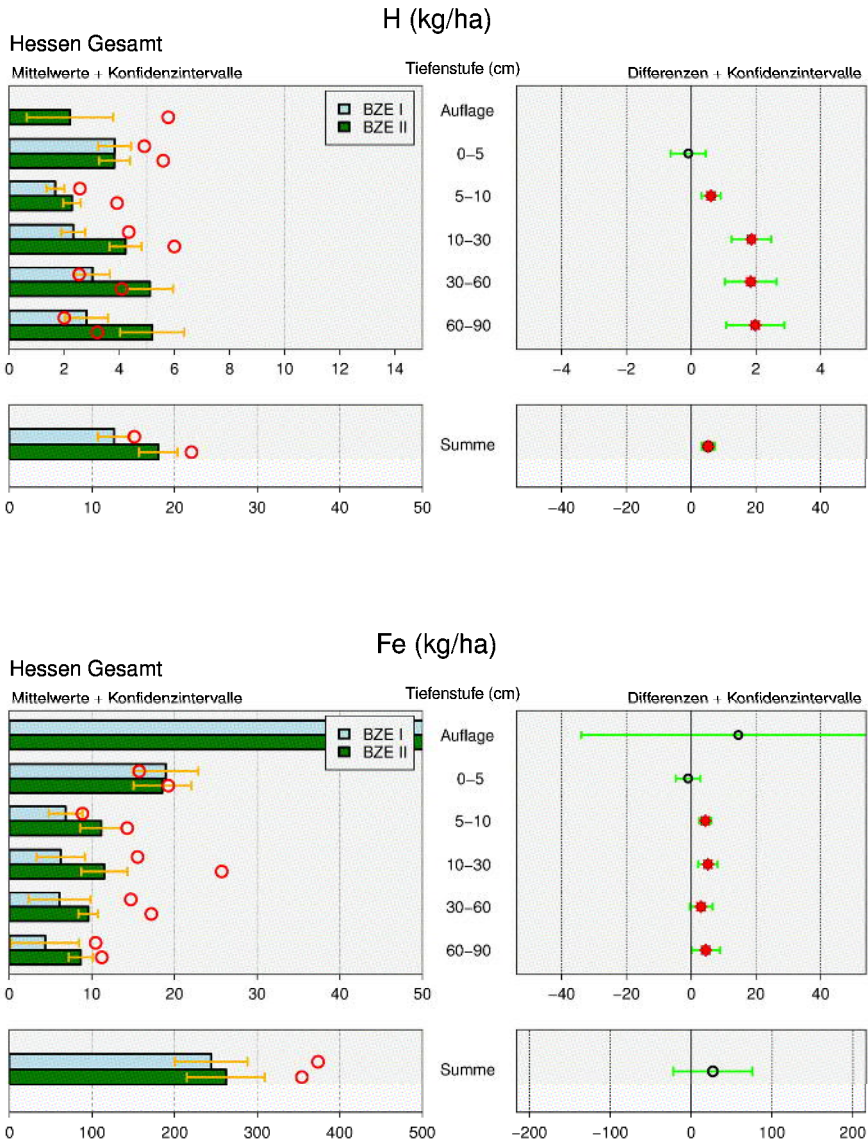 H (kg/ha)
Hessen Gesamt
Mittelwerte + Konfidenzintervalle
Tiefenstufe (cm)
Differenzen + Konfidenzintervalle
BZE I
BZE II
Auflage
0−5
5−10
10−30
30−60
60−90
0 2 4 6 8 10 12 14
−4 −2 0 2 4
Summe
0 10 20 30 40 50
−40 −20 0 20 40
Fe (kg/ha)
Hessen Gesamt
Mittelwerte + Konfidenzintervalle
Tiefenstufe (cm)
Differenzen + Konfidenzintervalle
BZE I
BZE II
Auflage
0−5
5−10
10−30
30−60
60−90
0 10 20 30 40 50
−40 −20 0 20 40
Summe
0 100 200 300 400 500
−200 −100 0 100 200